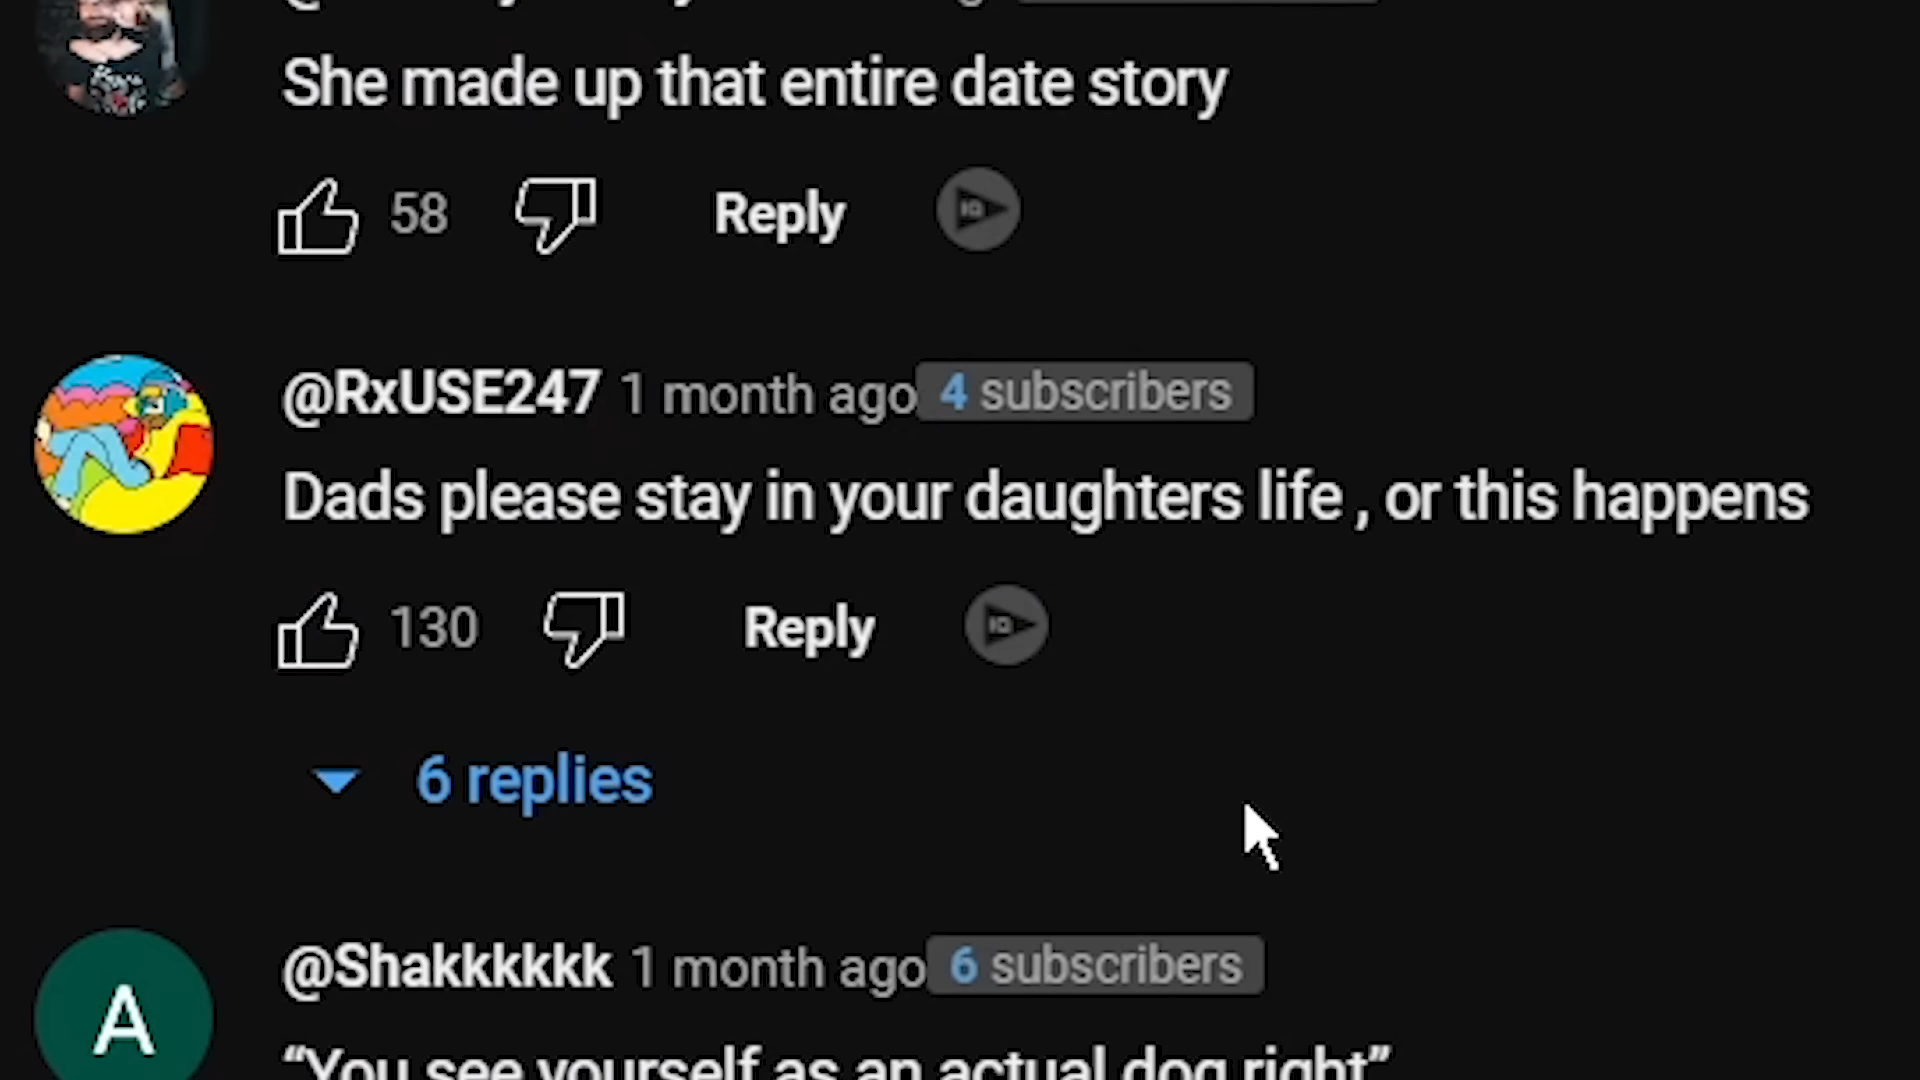 She made up that entire date story
58 Reply
@RxUSE247 1 month ago 4 subscribers
Dads please stay in your daughters life , or this happens
130 Reply
6 replies
@Shakkkkkk 1 month ago 6 subscribers
A
“You see yourself as an actual dog right”